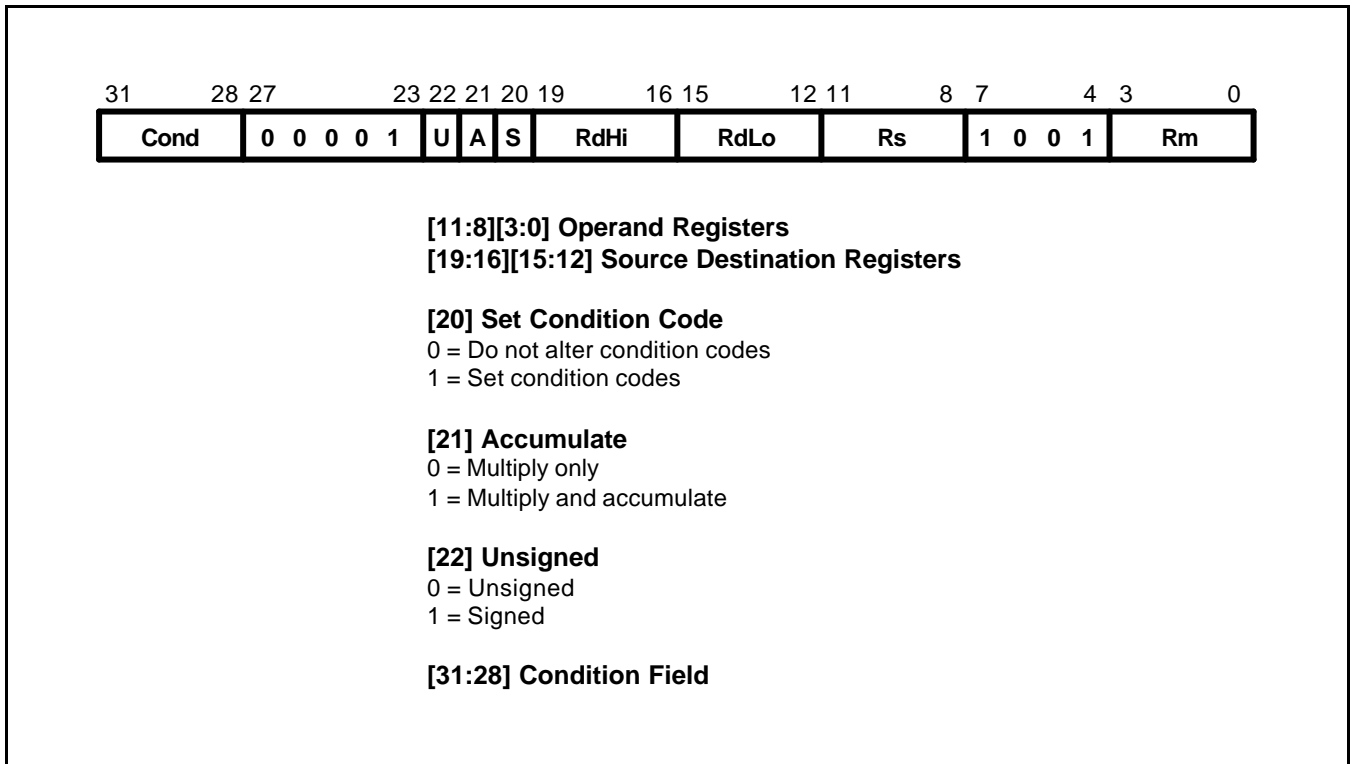 31 28 27 23 22 21 20 19 16 15 12 11 8 7 4 3 0
Cond 0 0 0 0 1 U A S RdHi RdLo Rs 1 0 0 1 Rm
[11:8][3:0] Operand Registers
[19:16][15:12] Source Destination Registers
[20] Set Condition Code
0 = Do not alter condition codes
1 = Set condition codes
[21] Accumulate
0 = Multiply only
1 = Multiply and accumulate
[22] Unsigned
0 = Unsigned
1 = Signed
[31:28] Condition Field